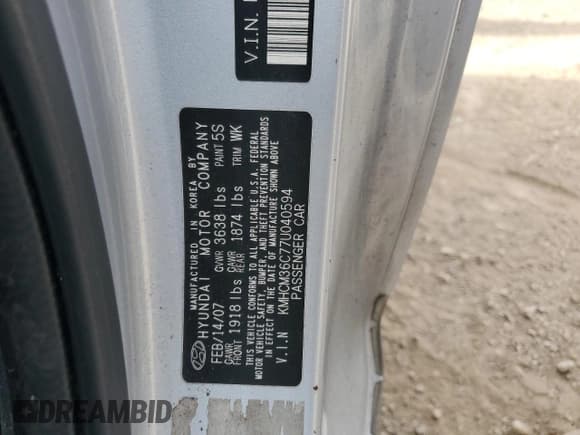 V.I.N.
MANUFACTURED IN KOREA BY
HYUNDAI MOTOR COMPANY
FEB/14/07 GVWR 3638 lbs PAINT 5S
GAWR FRONT 1918 lbs GAWR REAR 1874 lbs TRIM WK
THIS VEHICLE CONFORMS TO ALL APPLICABLE U.S.A. FEDERAL
MOTOR VEHICLE SAFETY, BUMPER, AND THEFT PREVENTION STANDARDS
IN EFFECT ON THE DATE OF MANUFACTURE SHOWN ABOVE
V.I.N KMHCM36C77U040594
PASSENGER CAR
DREAMBID